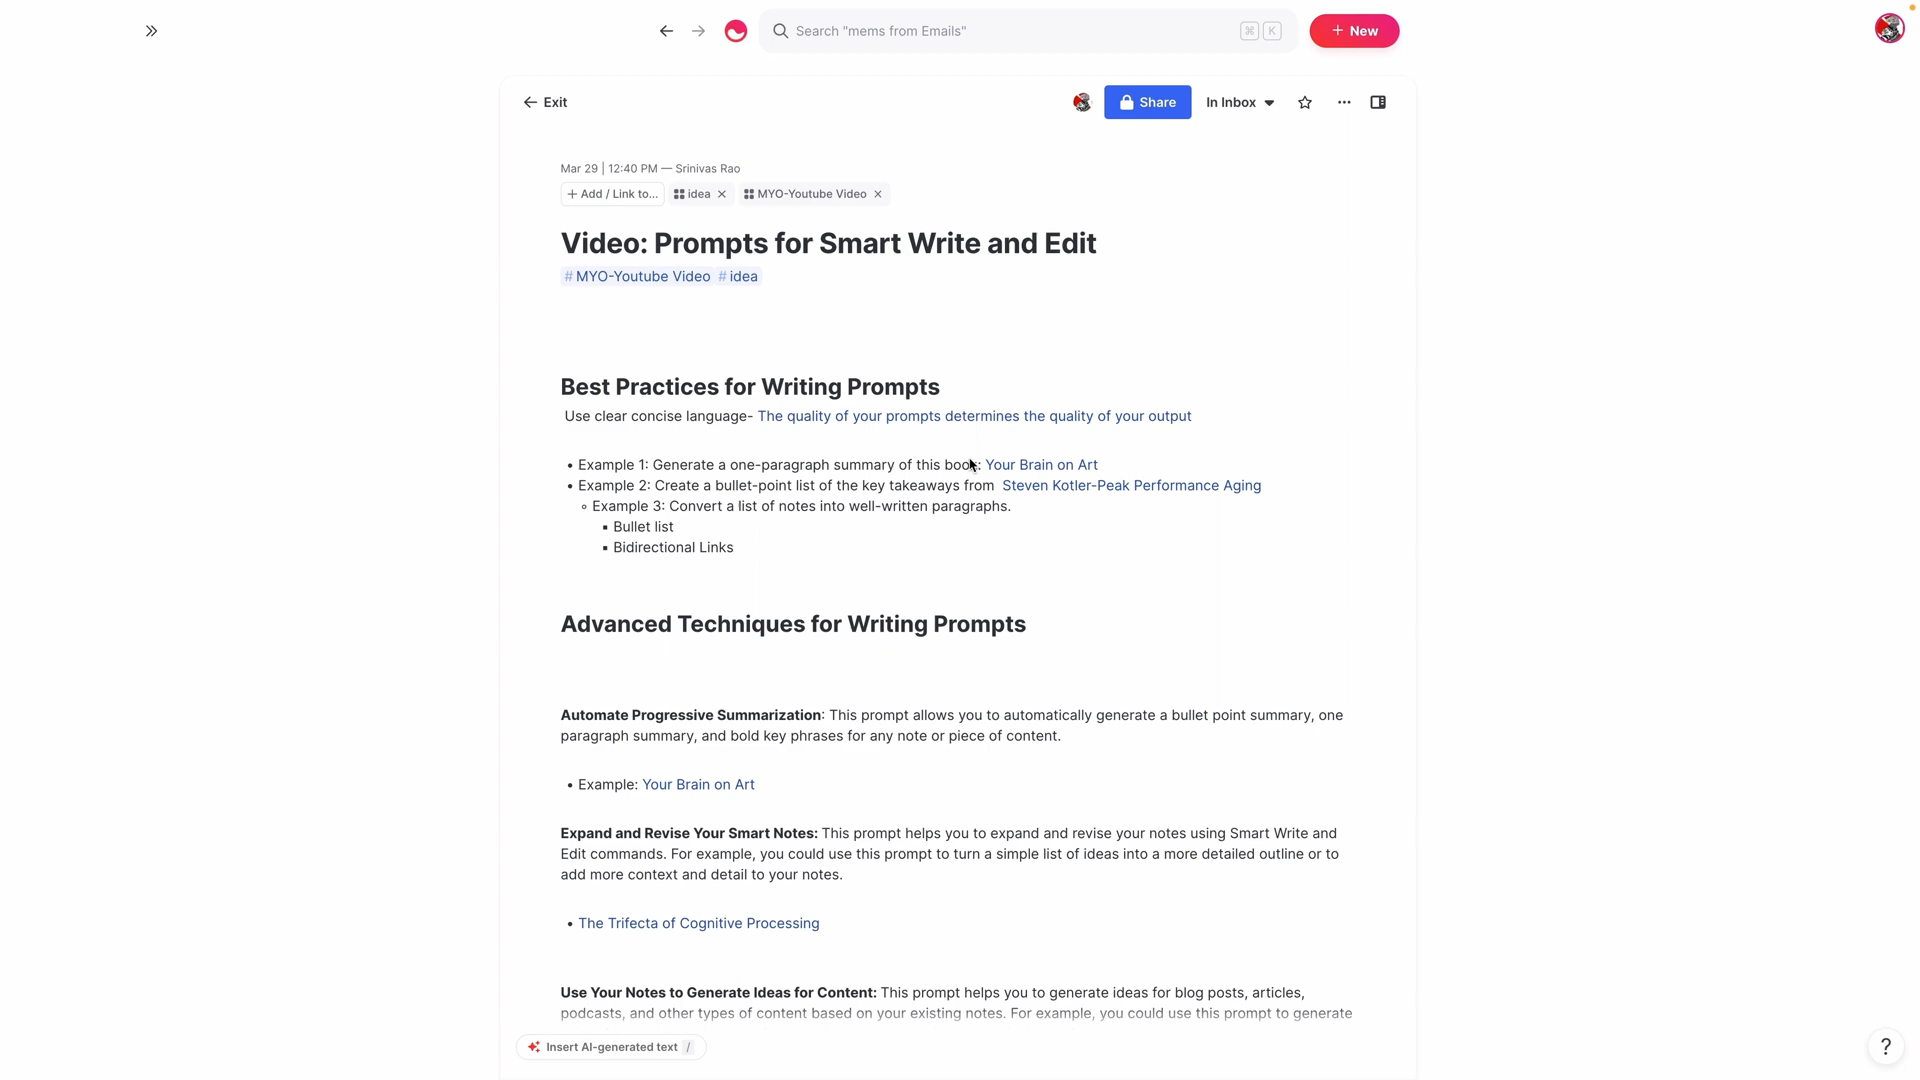 Search "mems from Emails"
⌘ K
+ New
← Exit
Share
In Inbox
Mar 29 | 12:40 PM — Srinivas Rao
+ Add / Link to...
idea
MYO-Youtube Video
Video: Prompts for Smart Write and Edit
#MYO-Youtube Video #idea
Best Practices for Writing Prompts
Use clear concise language- The quality of your prompts determines the quality of your output
• Example 1: Generate a one-paragraph summary of this book: Your Brain on Art
• Example 2: Create a bullet-point list of the key takeaways from Steven Kotler-Peak Performance Aging
◦ Example 3: Convert a list of notes into well-written paragraphs.
▪ Bullet list
▪ Bidirectional Links
Advanced Techniques for Writing Prompts
Automate Progressive Summarization: This prompt allows you to automatically generate a bullet point summary, one
paragraph summary, and bold key phrases for any note or piece of content.
• Example: Your Brain on Art
Expand and Revise Your Smart Notes: This prompt helps you to expand and revise your notes using Smart Write and
Edit commands. For example, you could use this prompt to turn a simple list of ideas into a more detailed outline or to
add more context and detail to your notes.
• The Trifecta of Cognitive Processing
Use Your Notes to Generate Ideas for Content: This prompt helps you to generate ideas for blog posts, articles,
podcasts, and other types of content based on your existing notes. For example, you could use this prompt to generate
Insert AI-generated text /
?